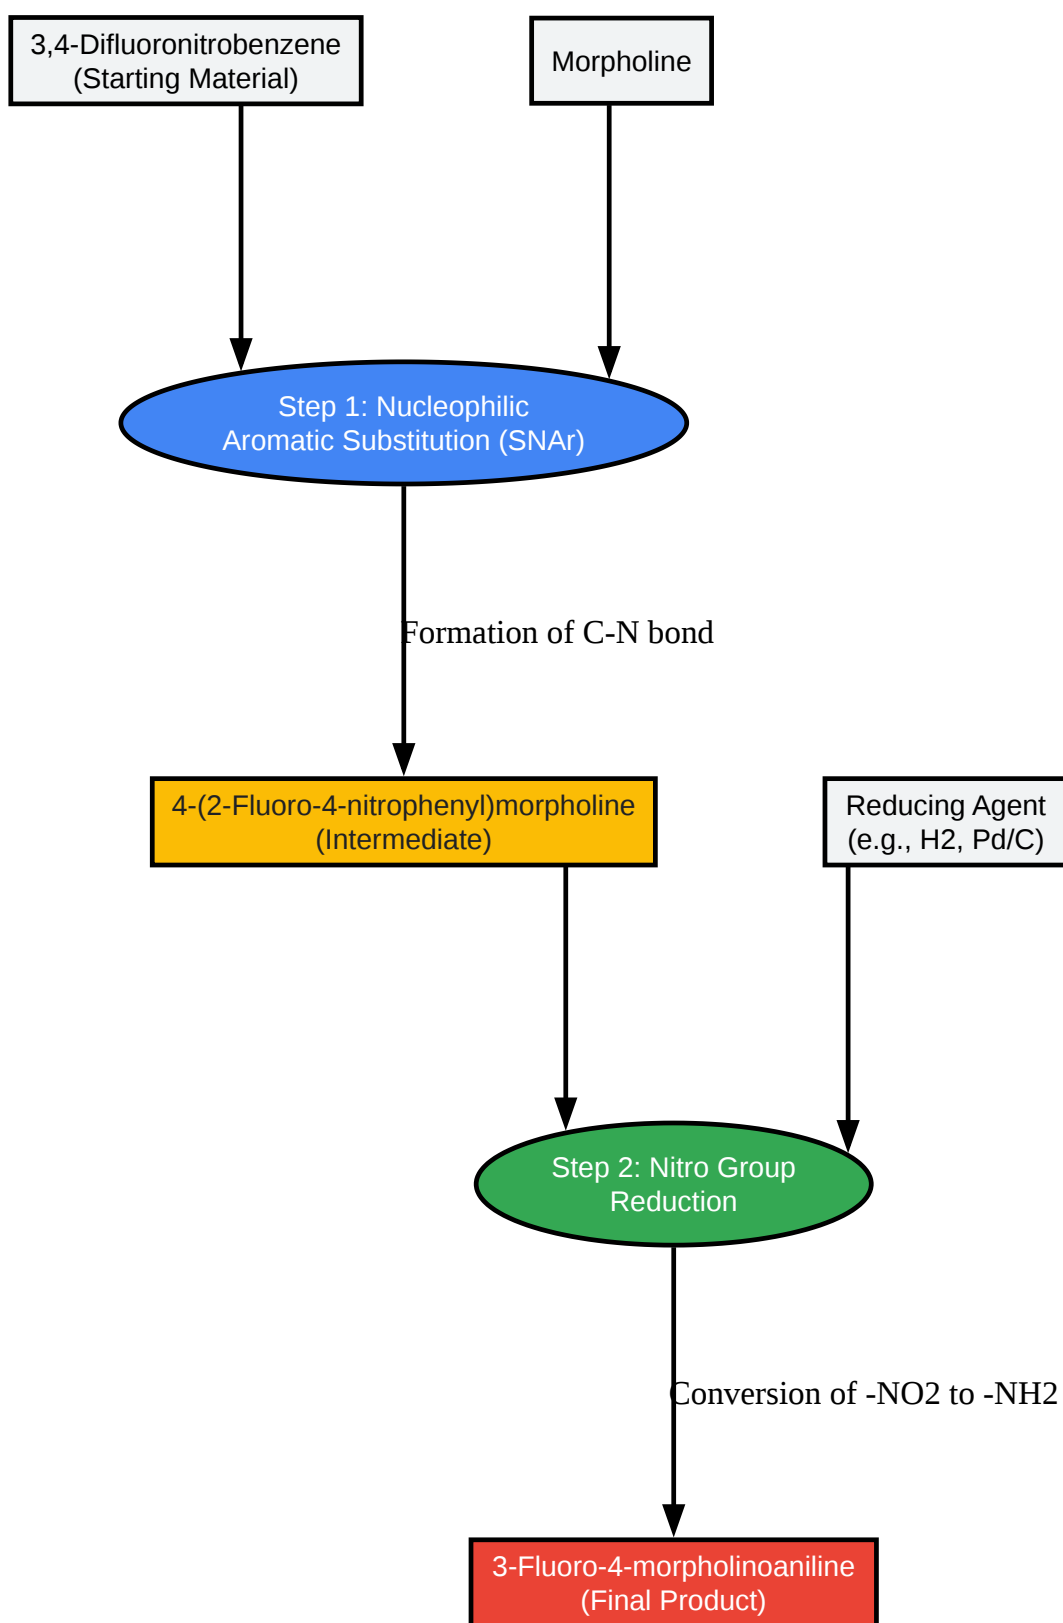 3,4-Difluoronitrobenzene
(Starting Material)
Morpholine
Step 1: Nucleophilic
Aromatic Substitution (SNAr)
Formation of C-N bond
4-(2-Fluoro-4-nitrophenyl)morpholine
(Intermediate)
Reducing Agent
(e.g., H2, Pd/C)
Step 2: Nitro Group
Reduction
Conversion of -NO2 to -NH2
3-Fluoro-4-morpholinoaniline
(Final Product)